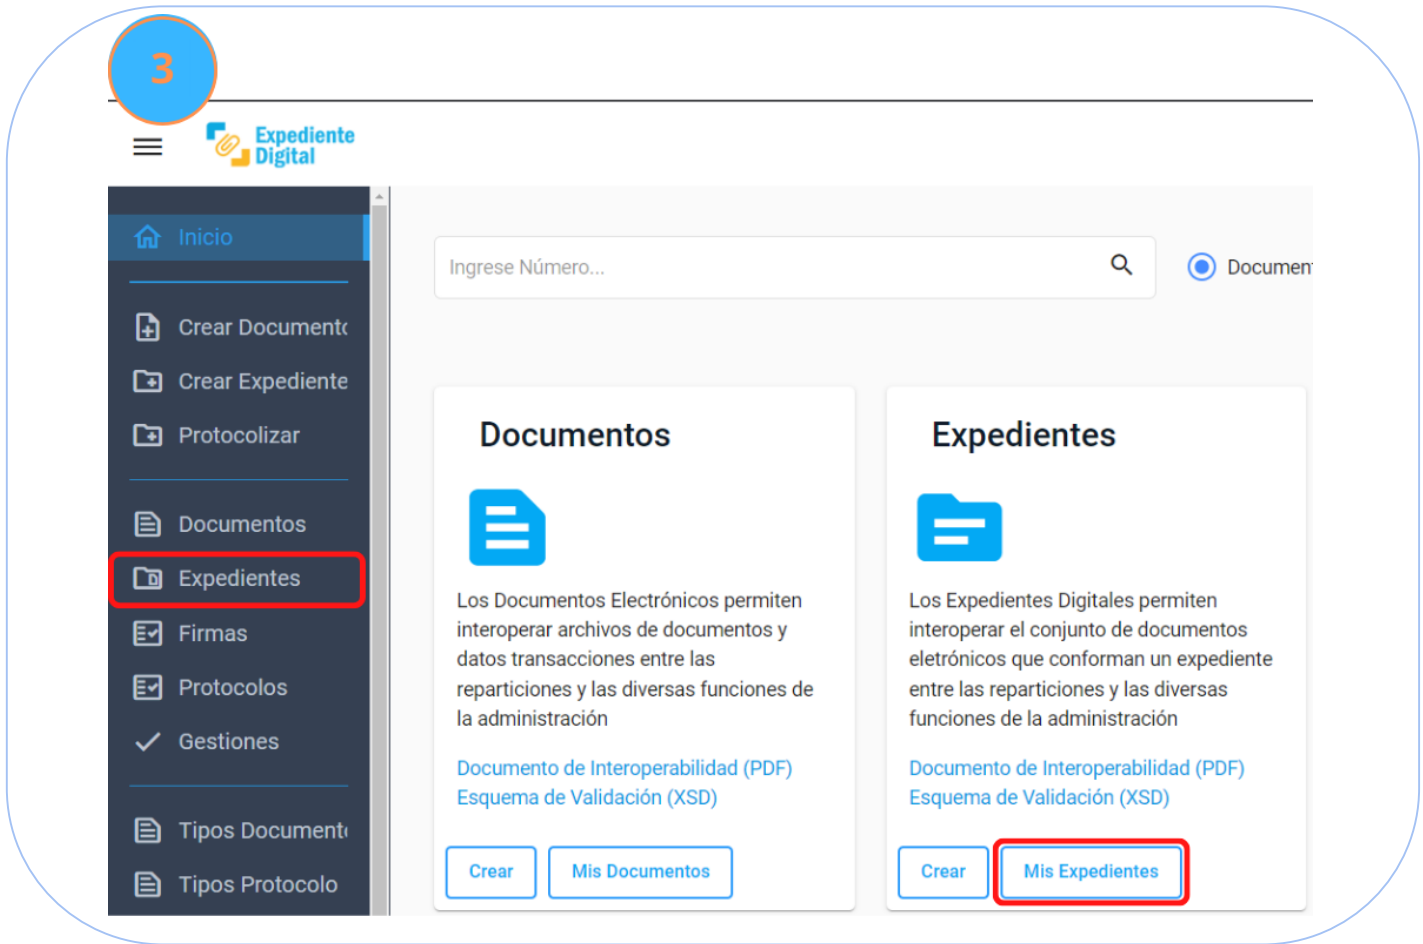 3
Expediente
Digital
Inicio
Ingrese Número...
Documen
Crear Documento
Crear Expediente
Protocolizar
Documentos
Expedientes
Firmas
Protocolos
Gestiones
Tipos Document
Tipos Protocolo
Documentos
Los Documentos Electrónicos permiten
interoperar archivos de documentos y
datos transacciones entre las
reparticiones y las diversas funciones de
la administración
Documento de Interoperabilidad (PDF)
Esquema de Validación (XSD)
Crear
Mis Documentos
Expedientes
Los Expedientes Digitales permiten
interoperar el conjunto de documentos
eletrónicos que conforman un expediente
entre las reparticiones y las diversas
funciones de la administración
Documento de Interoperabilidad (PDF)
Esquema de Validación (XSD)
Crear
Mis Expedientes